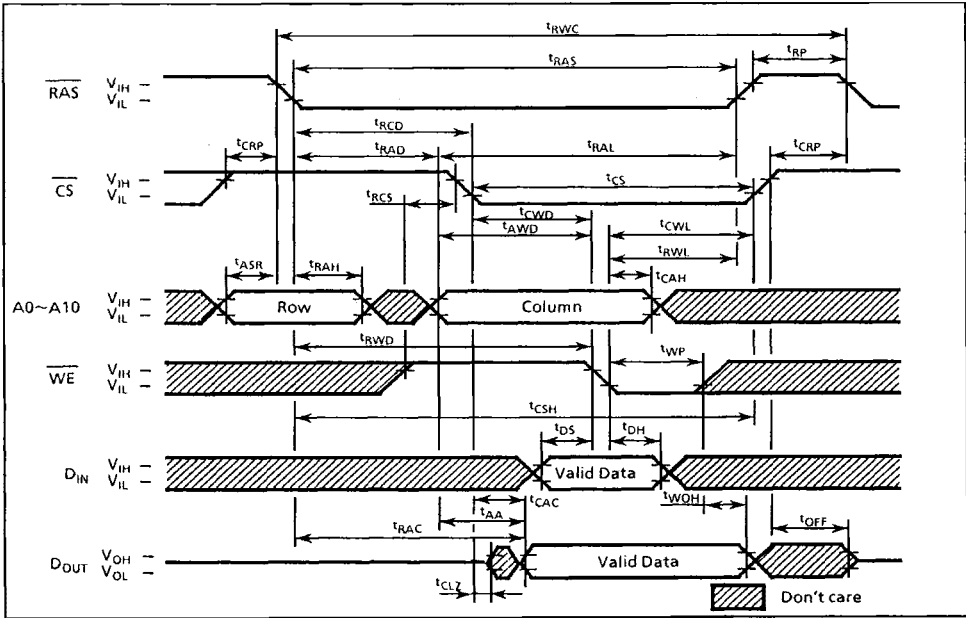 tRWC
tRP
tRAS
RAS VIH
VIL
tRCD
tCRP tRAD tRAL tCRP
CS VIH
VIL
tCS
tRCS
tCWD tCWL
tAWD
tRWL
tASR tRAH tCAH
A0~A10 VIH
VIL
Row Column
tRWD
tWP
WE VIH
VIL
tCSH
tDS tDH
DIN VIH
VIL
Valid Data
tCAC tWOH
tAA
tRAC tOFF
DOUT VOH
VOL
Valid Data
tCLZ
Don't care